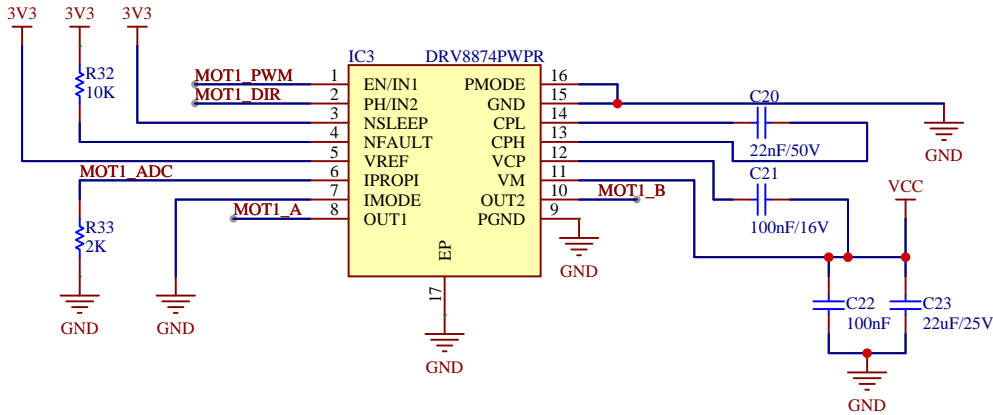 3V3 3V3 3V3
IC3 DRV8874PWPR
R32
10K
MOT1_PWM 1 EN/IN1 PMODE 16
MOT1_DIR 2 PH/IN2 GND 15
3 NSLEEP CPL 14 C20
4 NFAULT CPH 13 22nF/50V GND
5 VREF VCP 12
MOT1_ADC 6 IPROPI VM 11 C21
7 IMODE OUT2 10 MOT1_B VCC
MOT1_A 8 OUT1 PGND 9 100nF/16V
R33
2K
EP
GND
17
C22 C23
100nF 22uF/25V
GND GND
GND
GND